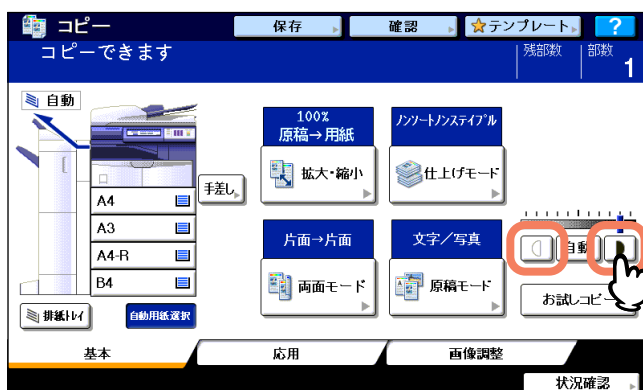 コピー
保存
確認
テンプレート
?
コピーできます
残部数
部数
1
自動
100%
原稿→用紙
拡大・縮小
ノンソートノンステイプル
仕上げモード
手差し
A4
A3
A4-R
B4
片面→片面
両面モード
文字／写真
原稿モード
自動
お試しコピー
排紙トレイ
自動用紙選択
基本
応用
画像調整
状況確認